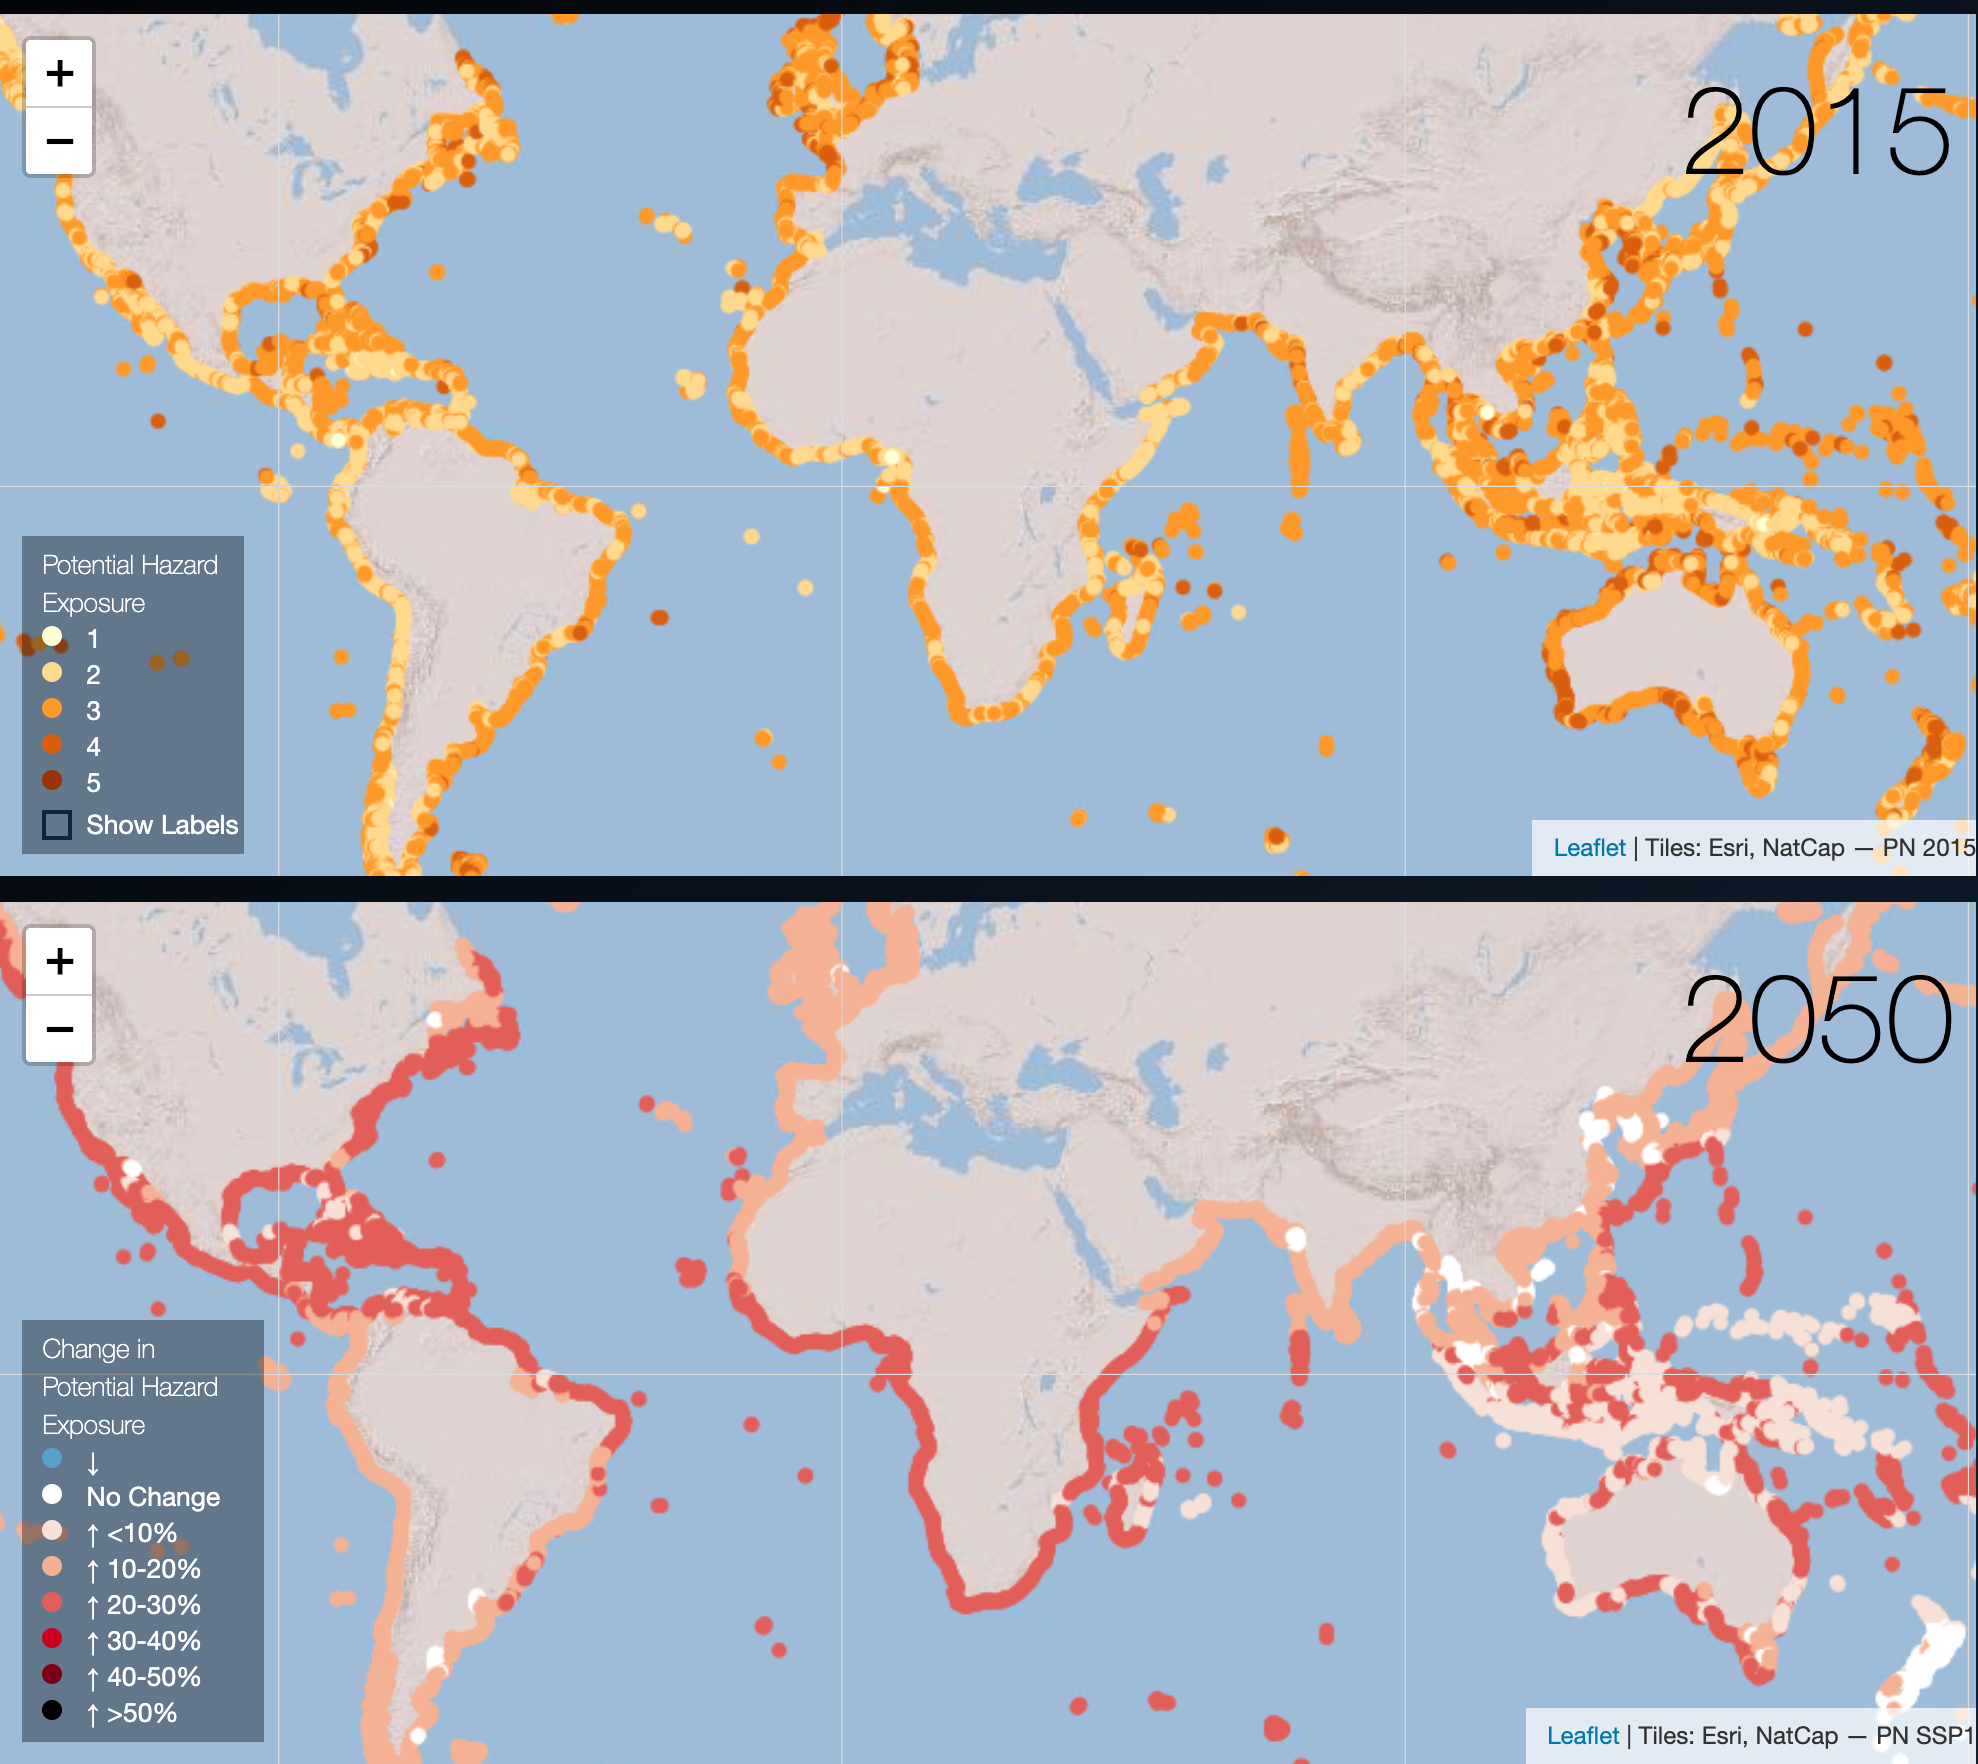 +
−
2015
Potential Hazard
Exposure
1
2
3
4
5
Show Labels
Leaflet | Tiles: Esri, NatCap — PN 2015
+
−
2050
Change in
Potential Hazard
Exposure
↓
No Change
↑ <10%
↑ 10-20%
↑ 20-30%
↑ 30-40%
↑ 40-50%
↑ >50%
Leaflet | Tiles: Esri, NatCap — PN SSP1